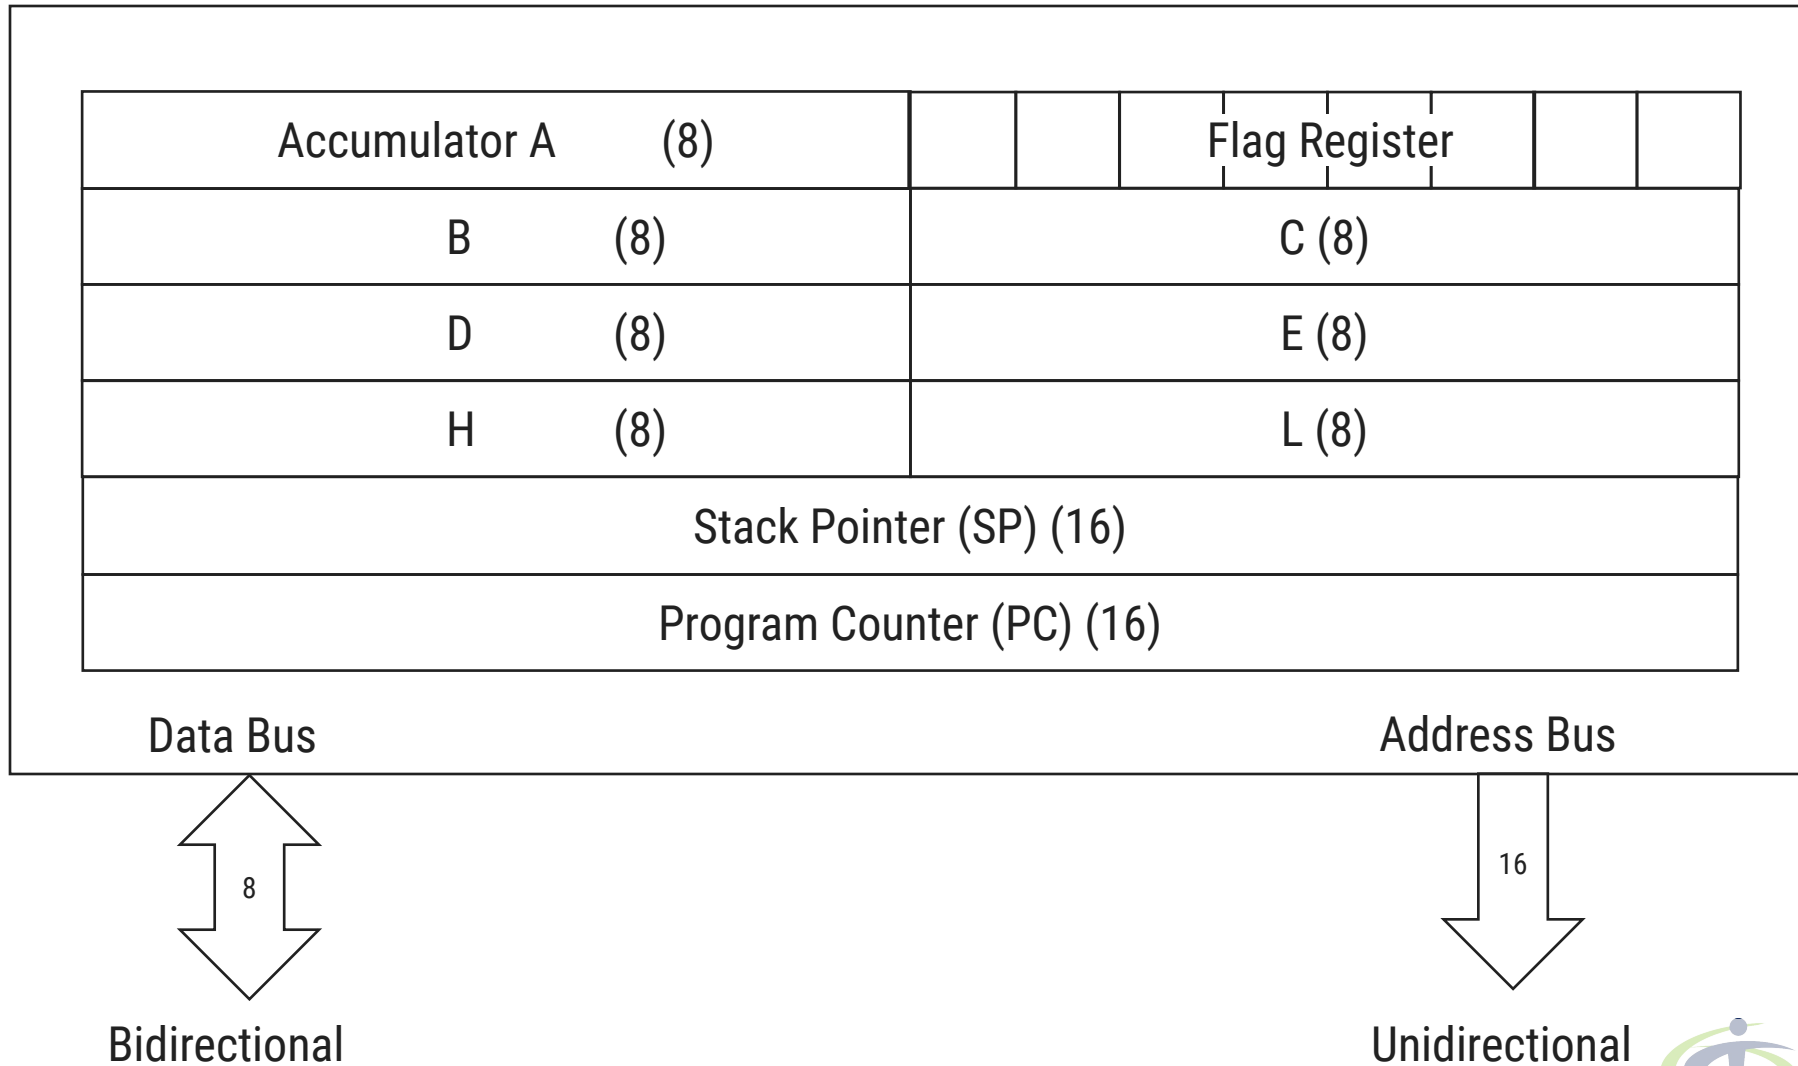 Accumulator A (8) Flag Register
B (8) C (8)
D (8) E (8)
H (8) L (8)
Stack Pointer (SP) (16)
Program Counter (PC) (16)
Data Bus Address Bus
8 16
Bidirectional Unidirectional